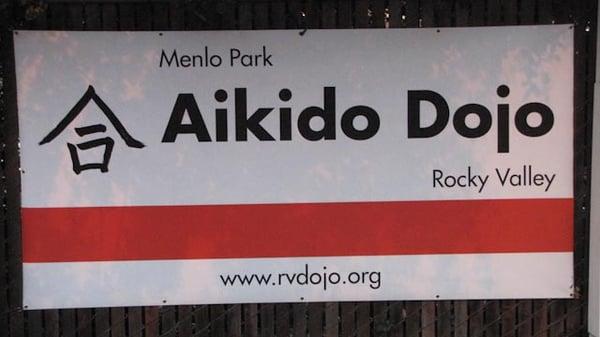 Menlo Park
合
Aikido Dojo
Rocky Valley
www.rvdojo.org